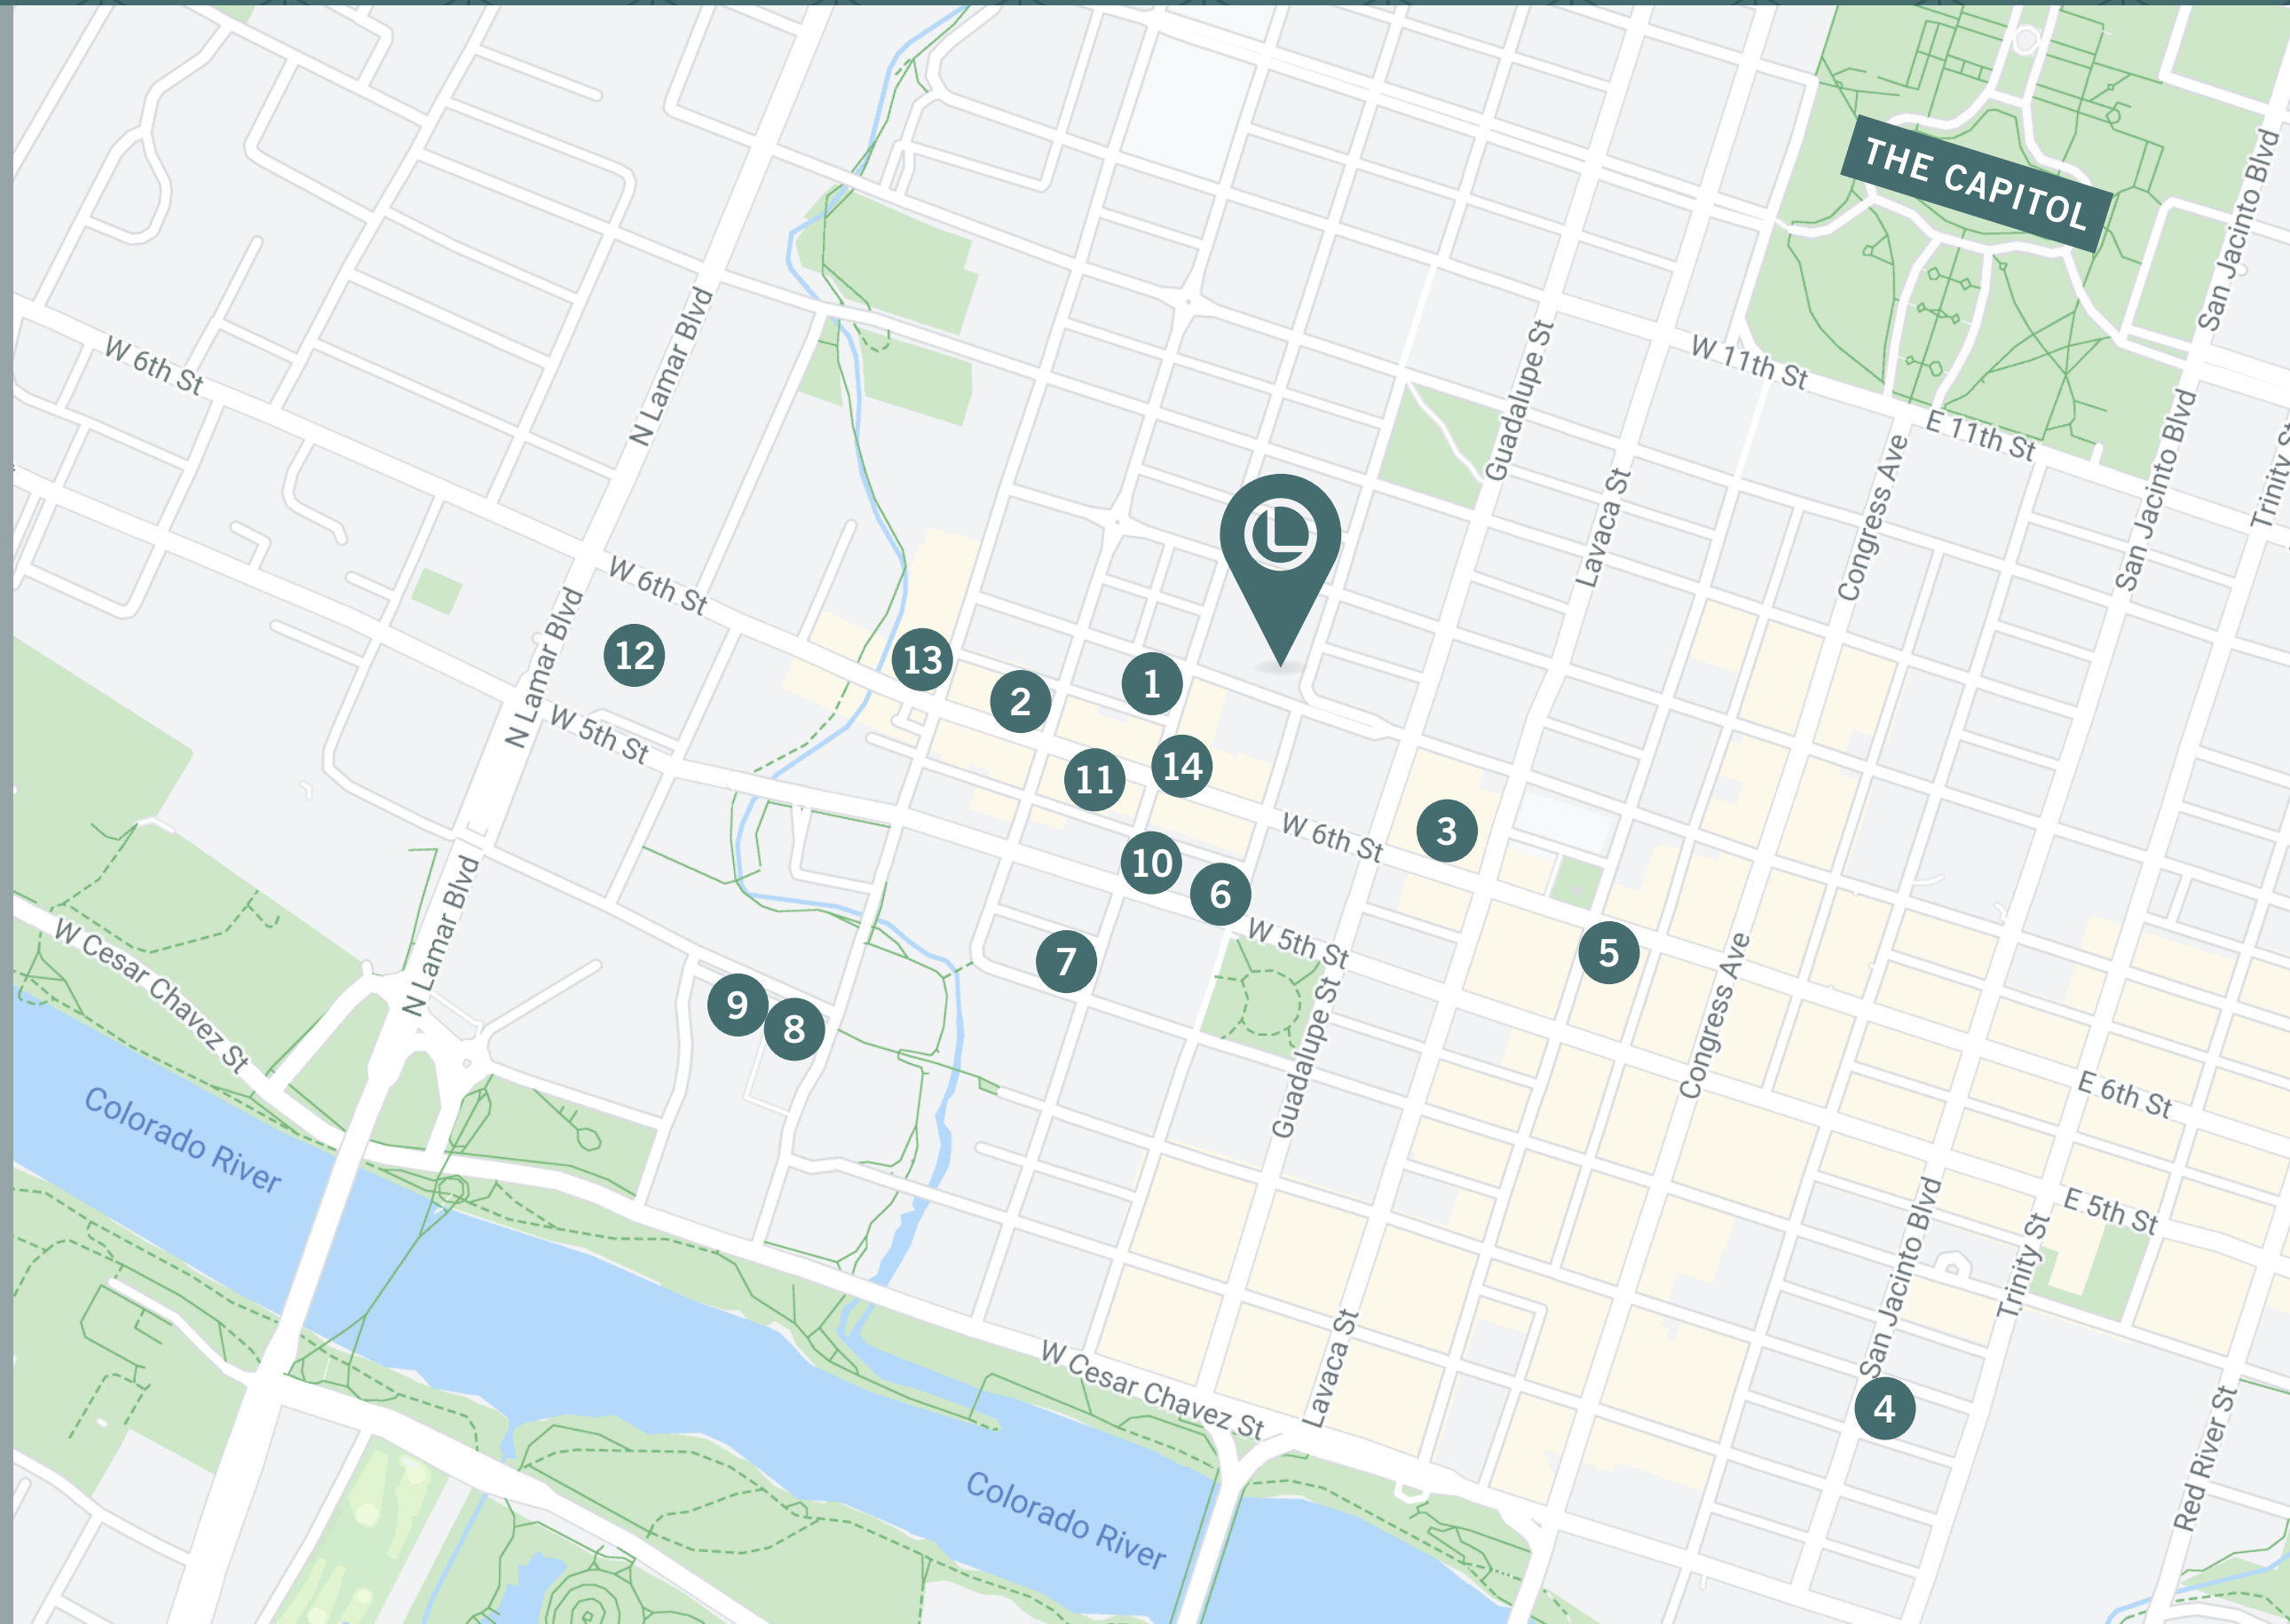 THE CAPITOL
San Jacinto Blvd
N Lamar Blvd
W 6th St
Guadalupe St
W 11th St
E 11th St
San Jacinto Blvd
Trinity St
Lavaca St
Congress Ave
L
W 6th St
N Lamar Blvd
12
13
2
1
W 5th St
14
11
W 6th St
3
10
6
W 5th St
5
7
N Lamar Blvd
W Cesar Chavez St
9
8
Guadalupe St
Congress Ave
Colorado River
E 6th St
E 5th St
San Jacinto Blvd
Trinity St
W Cesar Chavez St
Lavaca St
4
Red River St
Colorado River